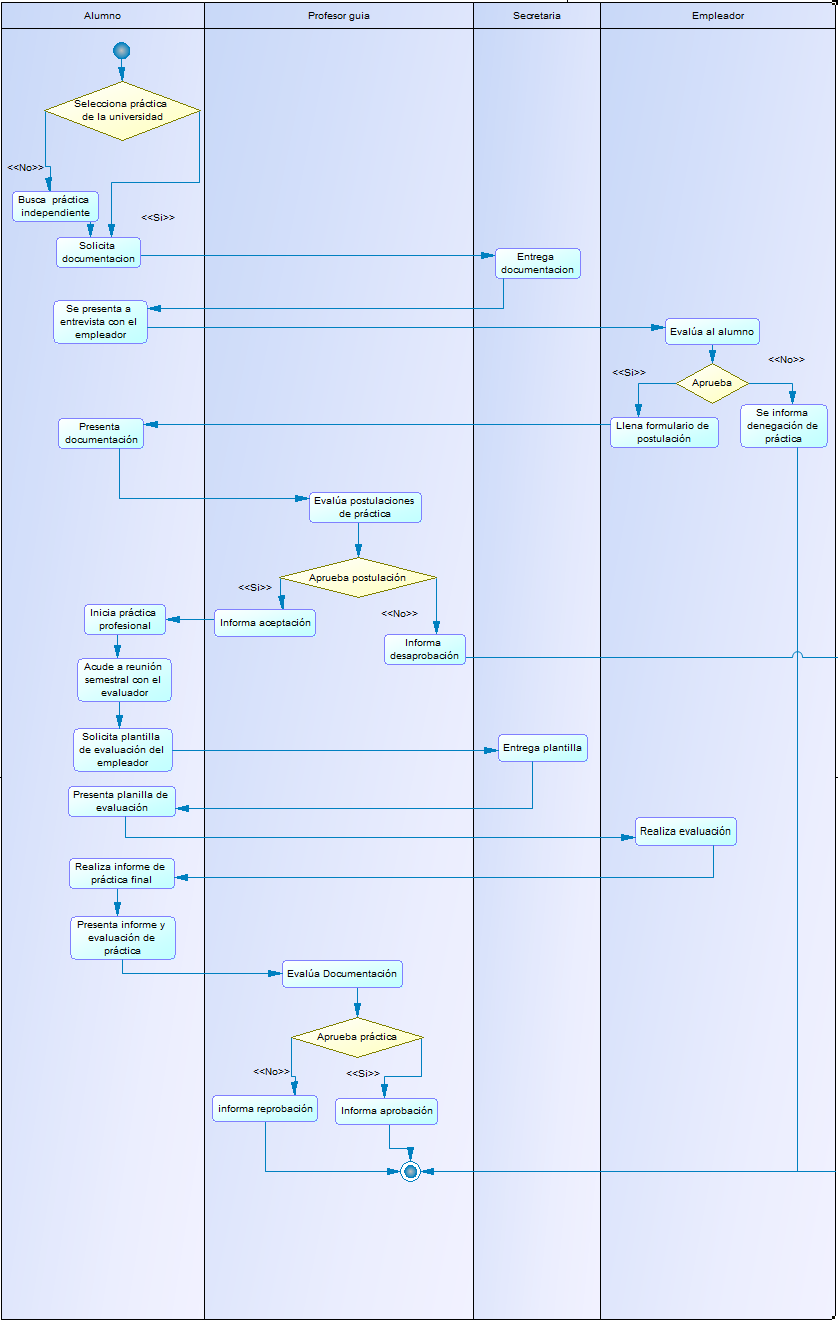 Alumno
Profesor guia
Secretaria
Empleador
Selecciona práctica
de la universidad
<<No>>
Busca práctica
independiente
<<Si>>
Solicita
documentacion
Entrega
documentacion
Se presenta a
entrevista con el
empleador
Evalúa al alumno
<<Si>>
Aprueba
<<No>>
Llena formulario de
postulación
Se informa
denegación de
práctica
Presenta
documentación
Evalúa postulaciones
de práctica
Aprueba postulación
<<Si>>
<<No>>
Inicia práctica
profesional
Informa aceptación
Informa
desaprobación
Acude a reunión
semestral con el
evaluador
Solicita plantilla
de evaluación del
empleador
Entrega plantilla
Presenta planilla de
evaluación
Realiza evaluación
Realiza informe de
práctica final
Presenta informe y
evaluación de
práctica
Evalúa Documentación
Aprueba práctica
<<No>>
<<Si>>
informa reprobación
Informa aprobación